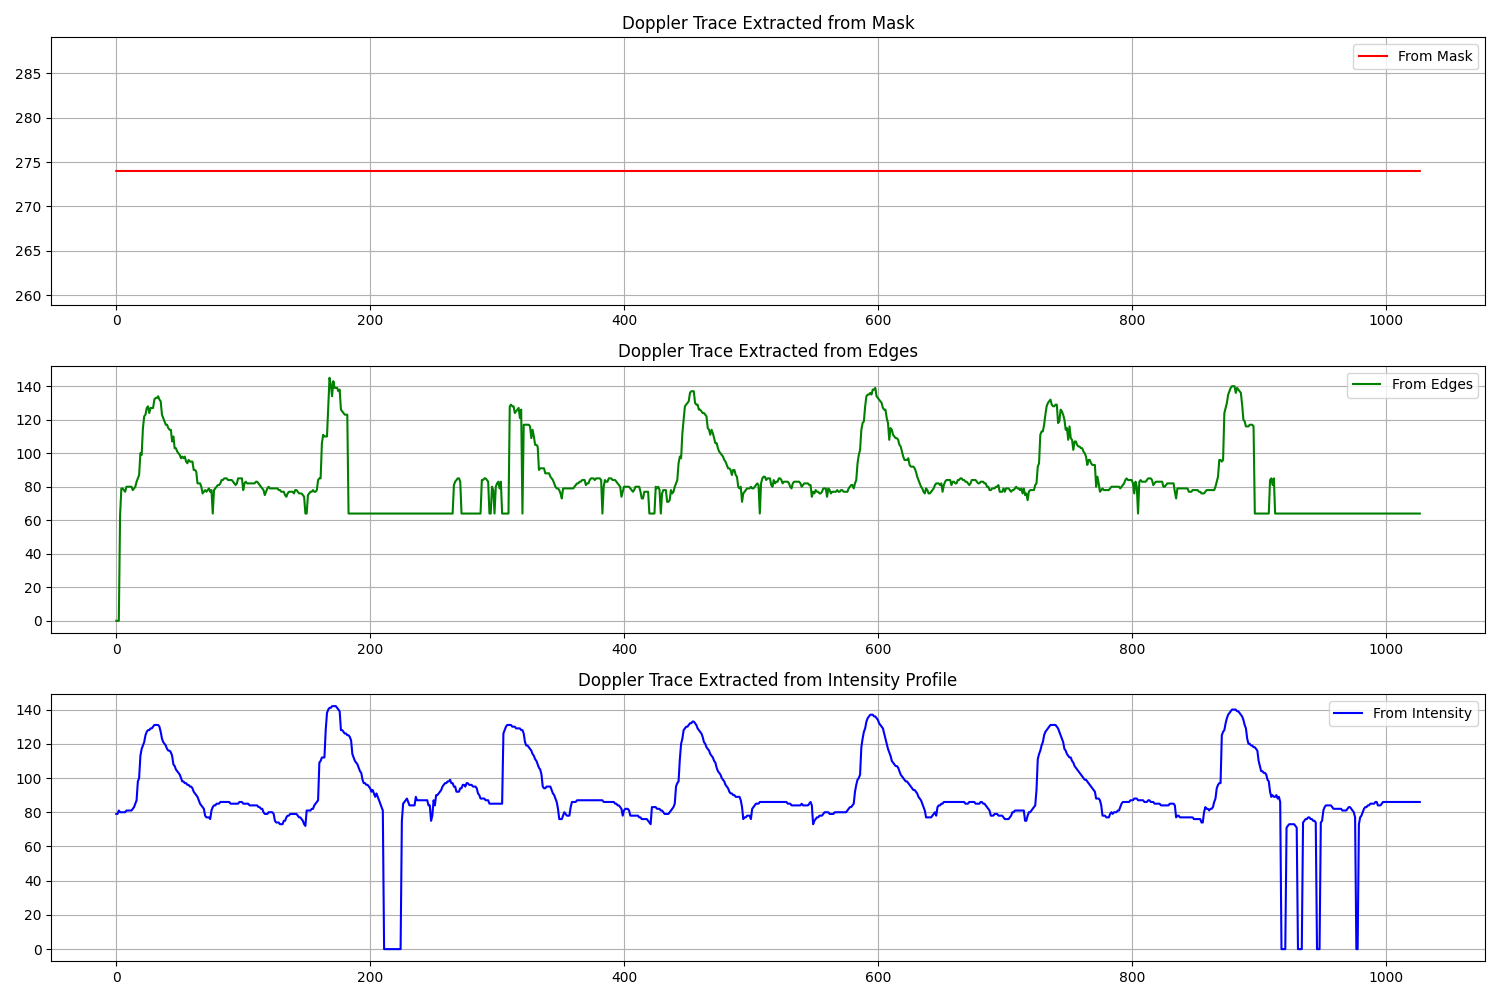 Doppler Trace Extracted from Mask
From Mask
285
280
275
270
265
260
0 200 400 600 800 1000
Doppler Trace Extracted from Edges
From Edges
140
120
100
80
60
40
20
0
0 200 400 600 800 1000
Doppler Trace Extracted from Intensity Profile
From Intensity
140
120
100
80
60
40
20
0
0 200 400 600 800 1000